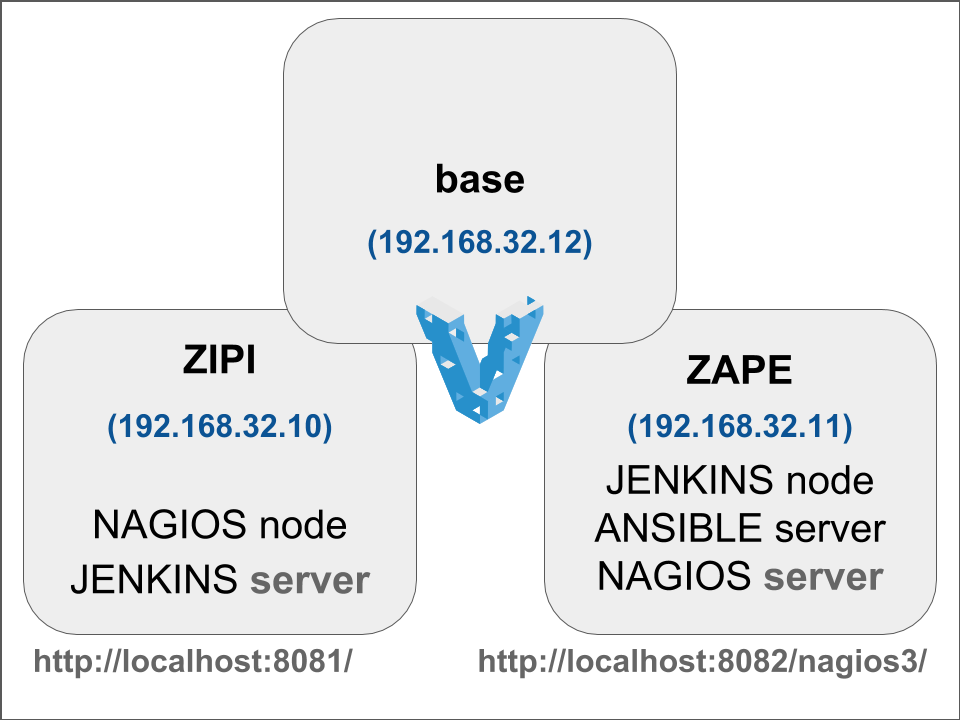 base
(192.168.32.12)
ZIPI
(192.168.32.10)
NAGIOS node
JENKINS server
http://localhost:8081/
ZAPE
(192.168.32.11)
JENKINS node
ANSIBLE server
NAGIOS server
http://localhost:8082/nagios3/